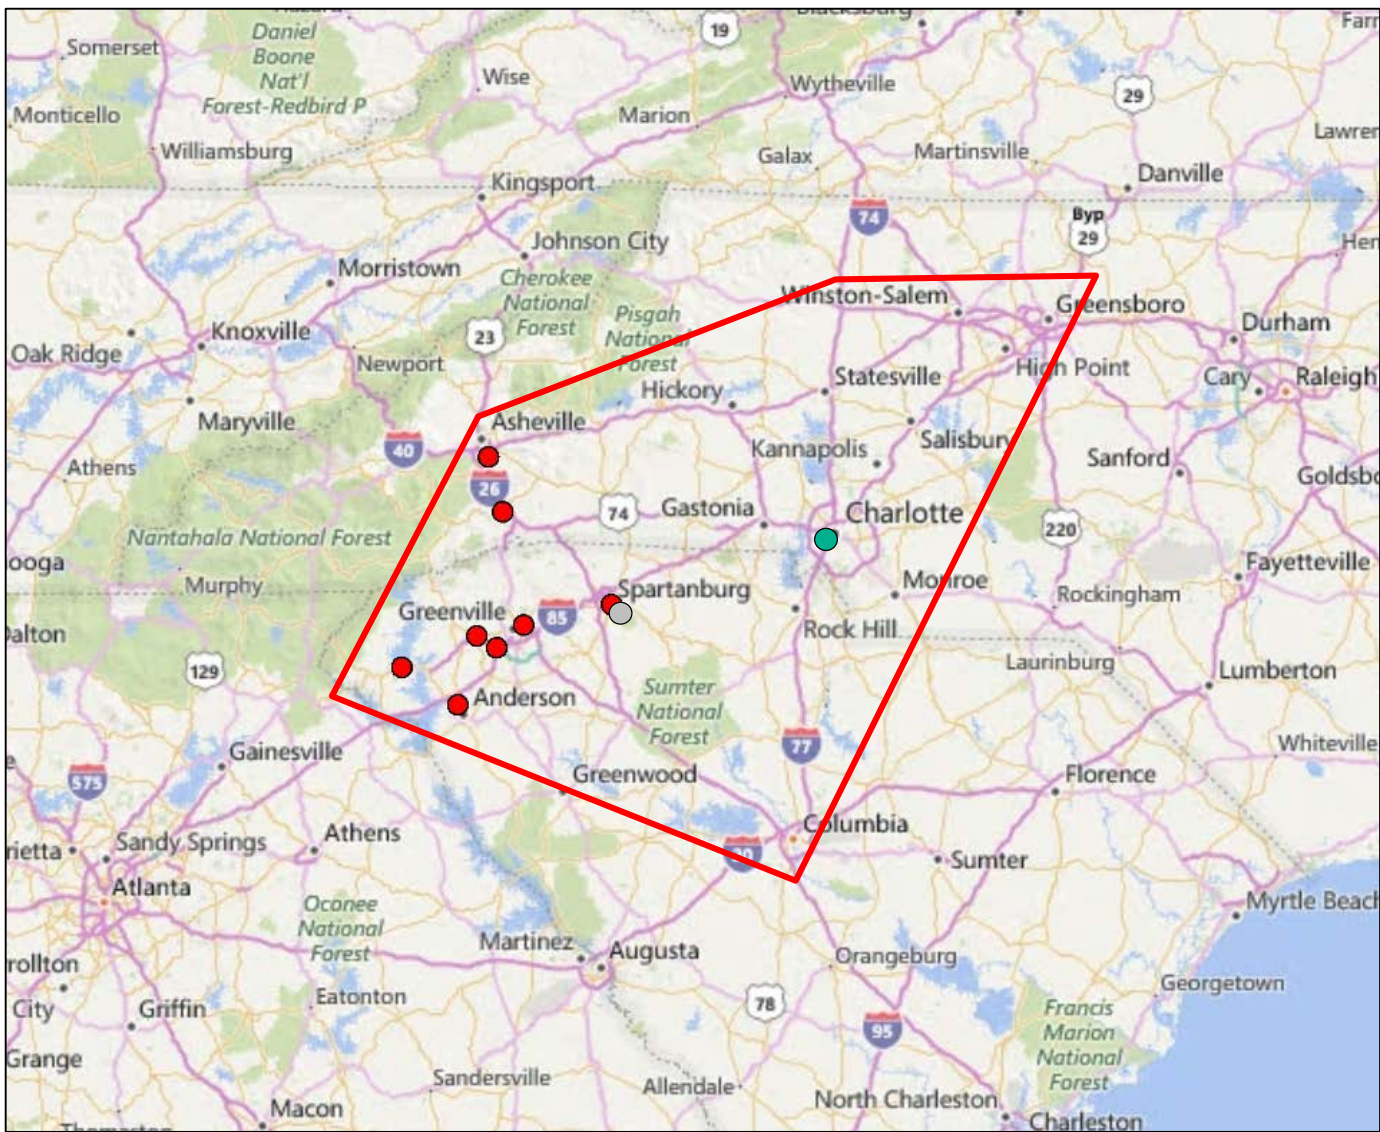 19
Daniel
Boone
Nat'l
Forest-Redbird P
Somerset
Wise
Wytheville
29
Monticello
Marion
Williamsburg
Galax
Martinsville
Danville
Kingsport
74
Byp
29
Johnson City
Morristown
Cherokee
National
Forest
Pisgah
National
Forest
Winston-Salem
Greensboro
Knoxville
23
Durham
Oak Ridge
Newport
High Point
Statesville
Cary
Raleigh
Hickory
Maryville
Asheville
40
Kannapolis
Salisbury
Sanford
Athens
26
74
Gastonia
Charlotte
220
Nantahala National Forest
Fayetteville
Murphy
Spartanburg
Monroe
Rockingham
Greenville
85
Rock Hill
129
Laurinburg
Lumberton
Anderson
Sumter
National
Forest
77
Gainesville
Whiteville
575
Greenwood
Florence
Athens
Columbia
Sandy Springs
Sumter
Atlanta
Myrtle Beach
Oconee
National
Forest
Martinez
Augusta
Orangeburg
Georgetown
City
Griffin
Eatonton
78
95
Francis
Marion
National
Forest
Sandersville
Allendale
North Charleston
Macon
Charleston